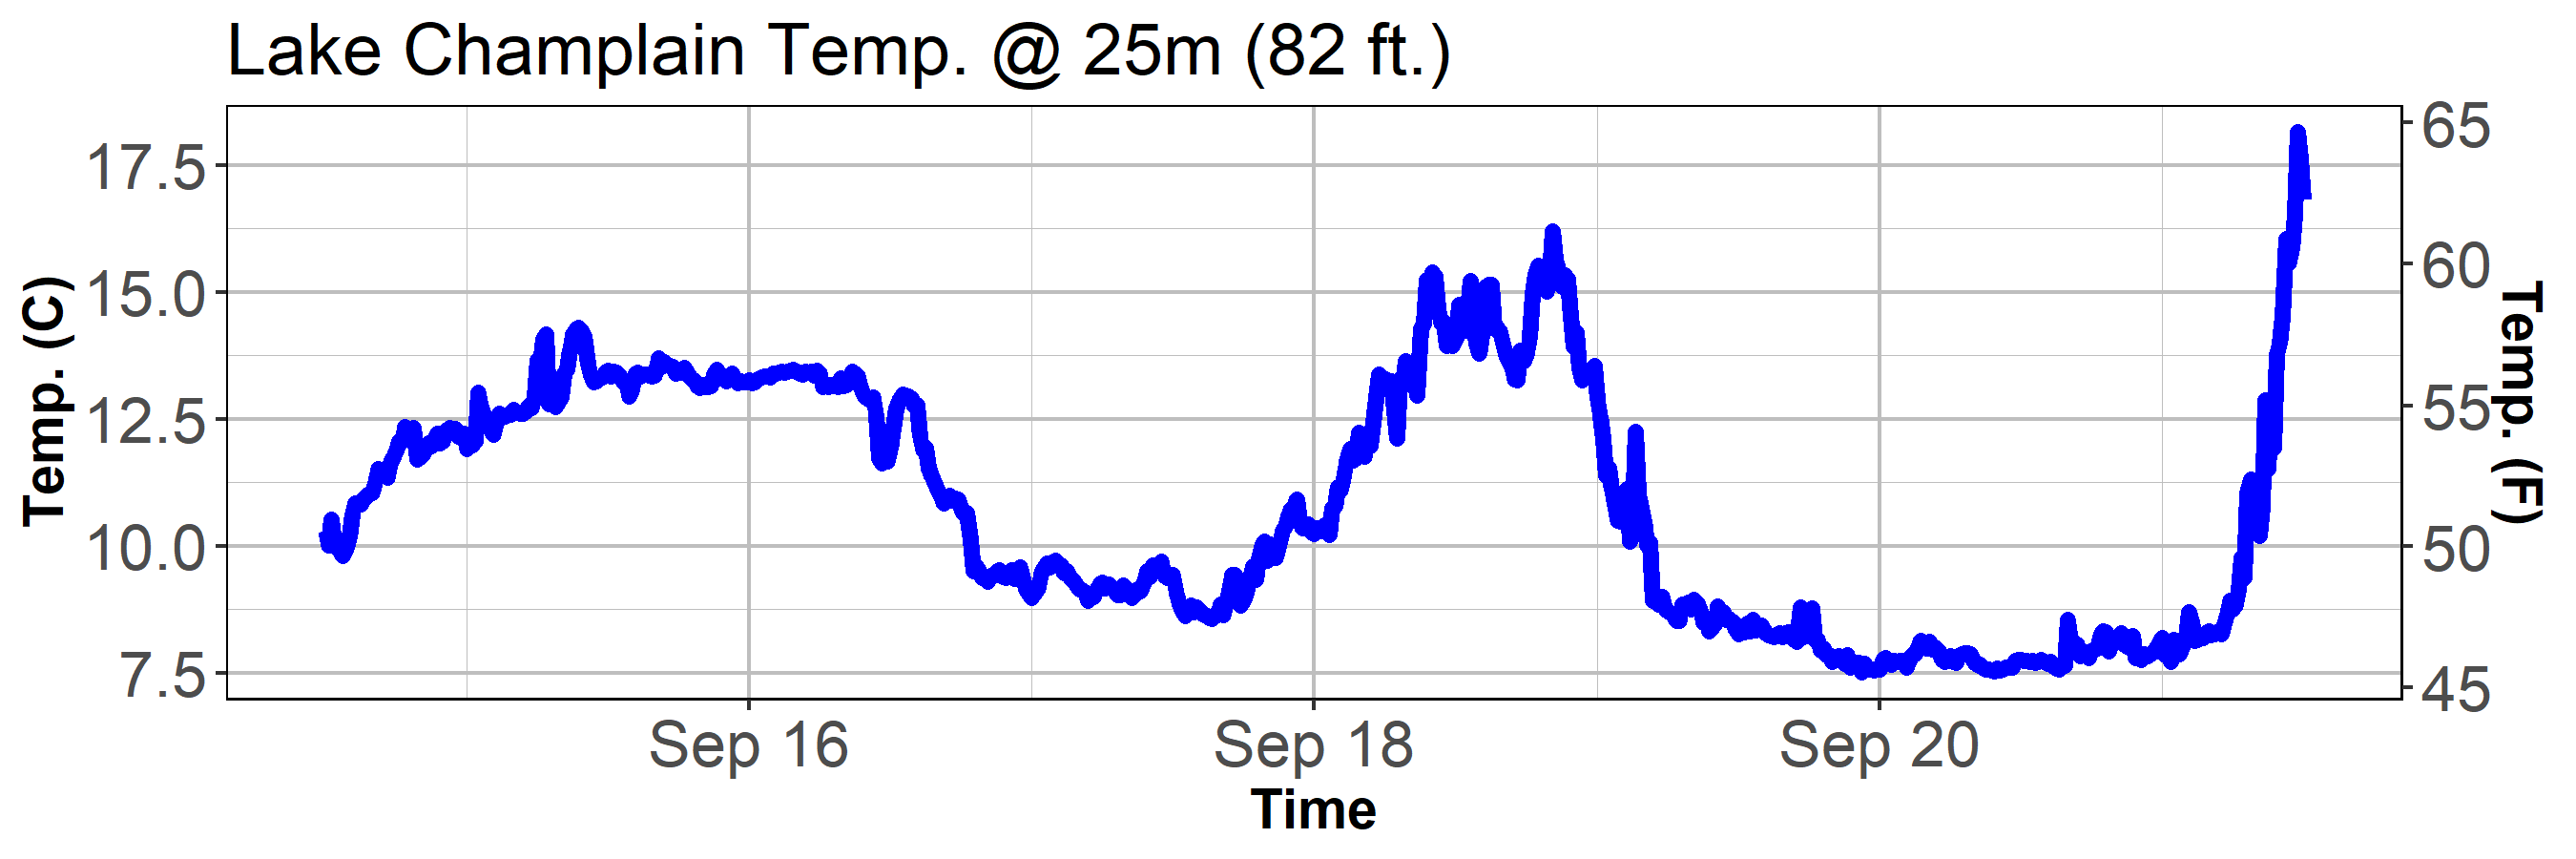 Lake Champlain Temp. @ 25m (82 ft.)
Temp. (C)
17.5
15.0
12.5
10.0
7.5
65
60
55
50
45
Temp. (F)
Sep 16 Sep 18 Sep 20
Time